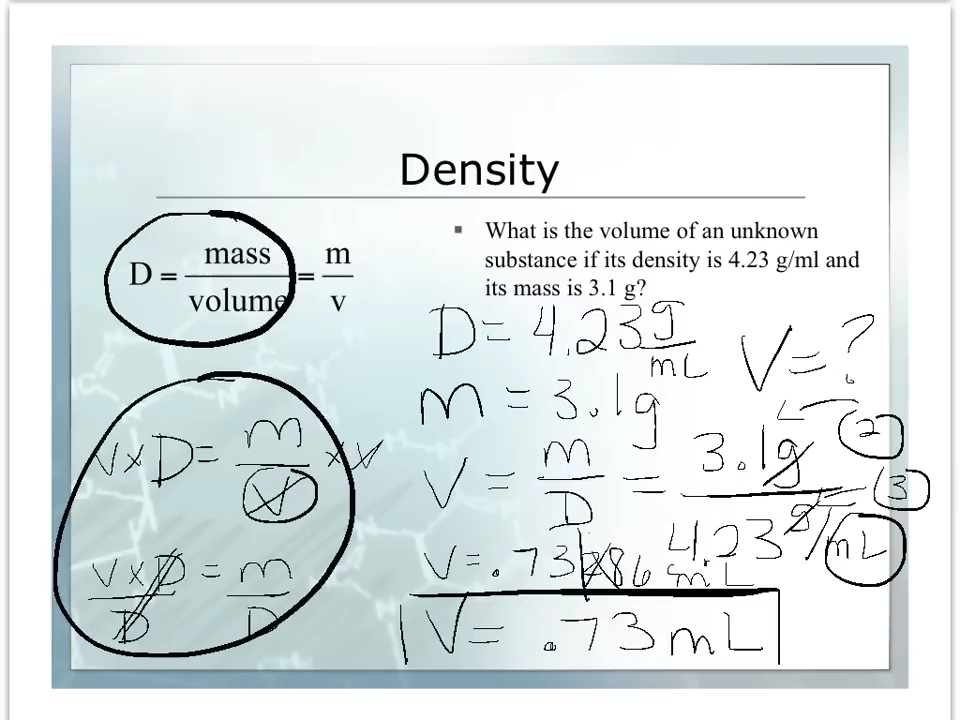 Density
D = mass / volume = m / v
What is the volume of an unknown
substance if its density is 4.23 g/ml and
its mass is 3.1 g?
D = 4.23 g/mL
V = ?
m = 3.1g
V = m/D = 3.1g / 4.23 g/mL
(2)
(3
V = .73286 mL
V = .73 mL
V x D = m/V x V
V x D / D = m / D